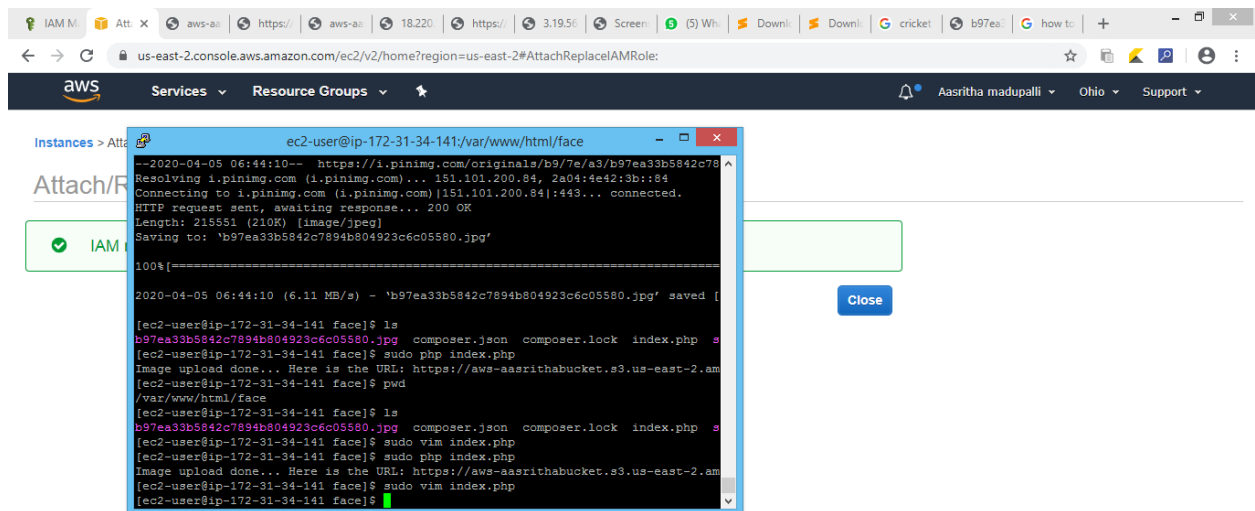 IAM M Att aws-aa https:/ aws-aa 18.220. https:/ 3.19.56 Screen (5) Wh Downl Downl cricket b97ea3 how to
us-east-2.console.aws.amazon.com/ec2/v2/home?region=us-east-2#AttachReplaceIAMRole:
aws Services Resource Groups Aasritha madupalli Ohio Support
Instances > Atta
ec2-user@ip-172-31-34-141:/var/www/html/face
Attach/R
--2020-04-05 06:44:10-- https://i.pinimg.com/originals/b9/7e/a3/b97ea33b5842c78
Resolving i.pinimg.com (i.pinimg.com)... 151.101.200.84, 2a04:4e42:3b::84
Connecting to i.pinimg.com (i.pinimg.com)|151.101.200.84|:443... connected.
HTTP request sent, awaiting response... 200 OK
Length: 215551 (210K) [image/jpeg]
Saving to: ‘b97ea33b5842c7894b804923c6c05580.jpg’
IAM
100%[===========================================================================
2020-04-05 06:44:10 (6.11 MB/s) - ‘b97ea33b5842c7894b804923c6c05580.jpg’ saved [
Close
[ec2-user@ip-172-31-34-141 face]$ ls
b97ea33b5842c7894b804923c6c05580.jpg composer.json composer.lock index.php s
[ec2-user@ip-172-31-34-141 face]$ sudo php index.php
Image upload done... Here is the URL: https://aws-aasrithabucket.s3.us-east-2.am
[ec2-user@ip-172-31-34-141 face]$ pwd
/var/www/html/face
[ec2-user@ip-172-31-34-141 face]$ ls
b97ea33b5842c7894b804923c6c05580.jpg composer.json composer.lock index.php s
[ec2-user@ip-172-31-34-141 face]$ sudo vim index.php
[ec2-user@ip-172-31-34-141 face]$ sudo php index.php
Image upload done... Here is the URL: https://aws-aasrithabucket.s3.us-east-2.am
[ec2-user@ip-172-31-34-141 face]$ sudo vim index.php
[ec2-user@ip-172-31-34-141 face]$